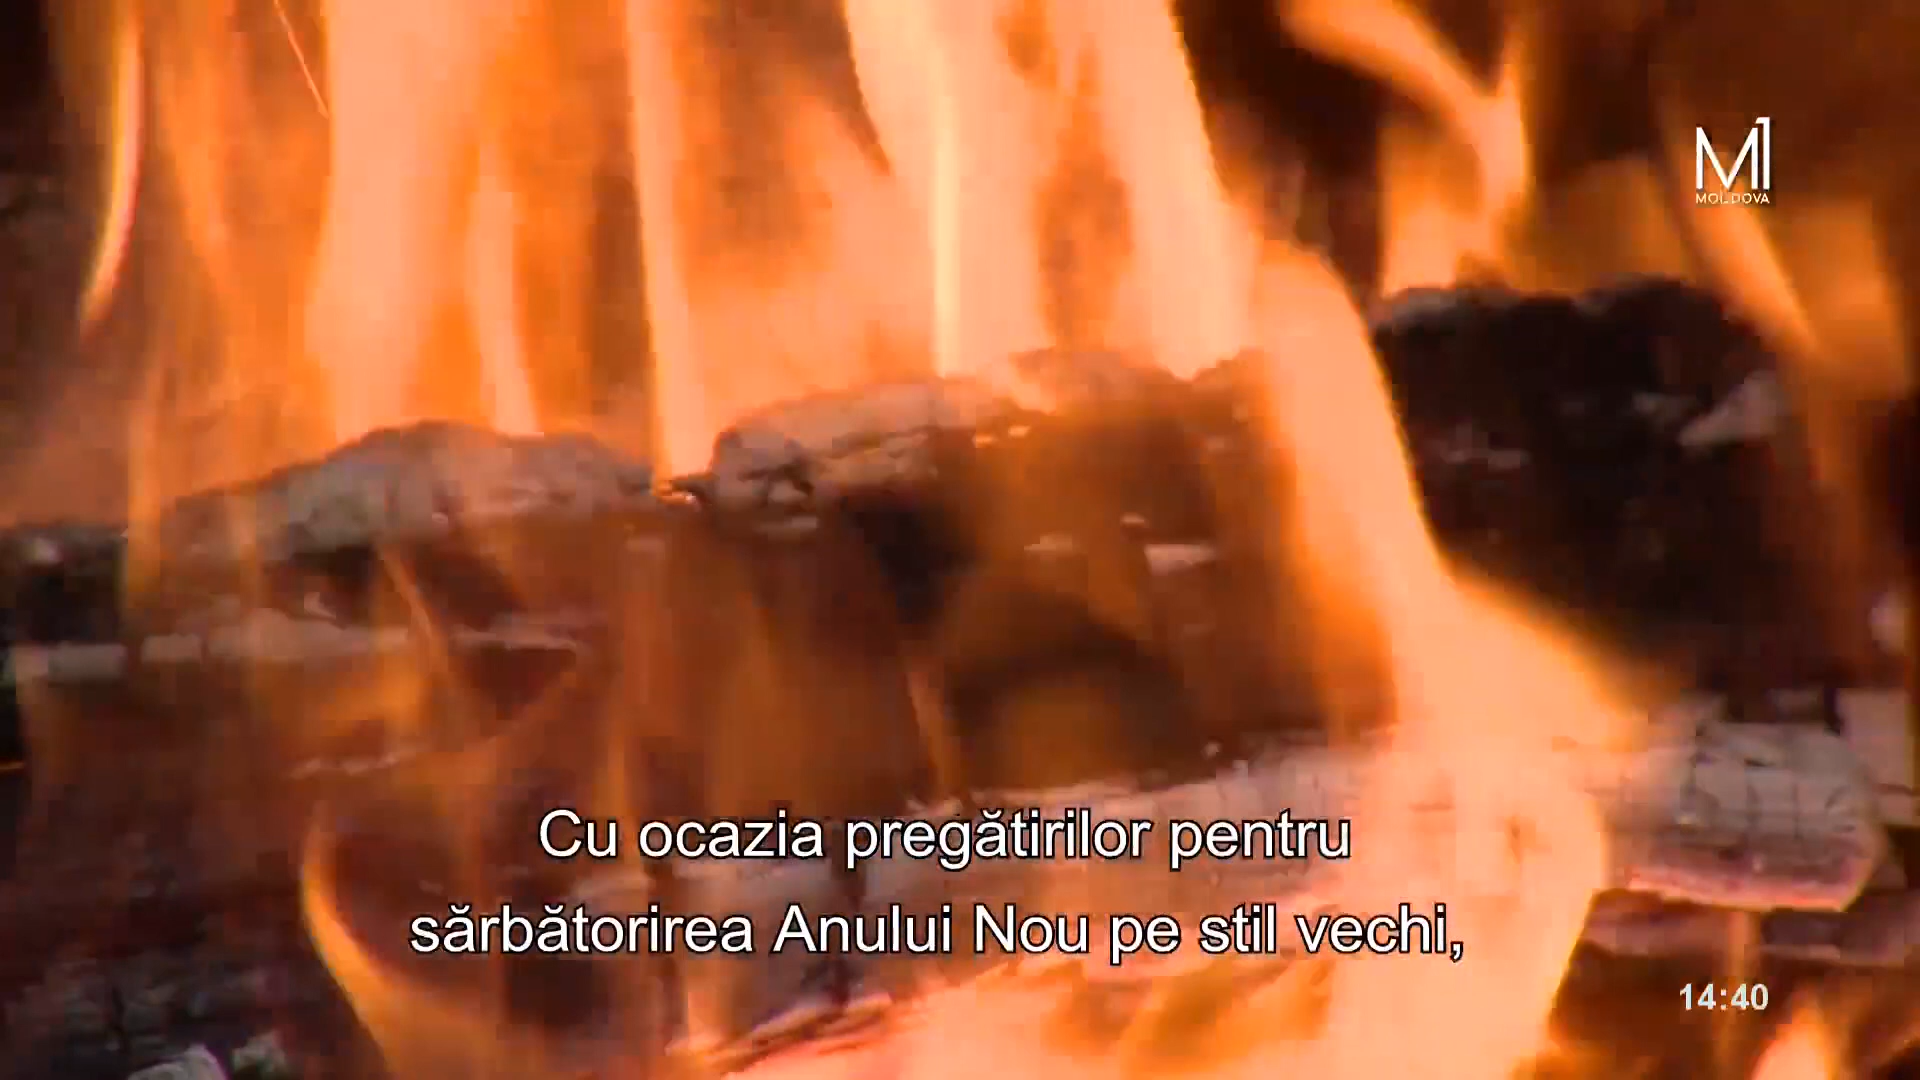 M1
MOLDOVA
Cu ocazia pregătirilor pentru
sărbătorirea Anului Nou pe stil vechi,
14:40